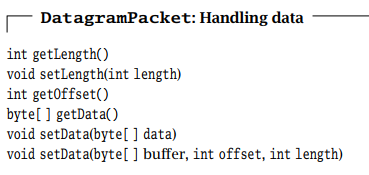 DatagramPacket: Handling data
int getLength()
void setLength(int length)
int getOffset()
byte[ ] getData()
void setData(byte[ ] data)
void setData(byte[ ] buffer, int offset, int length)